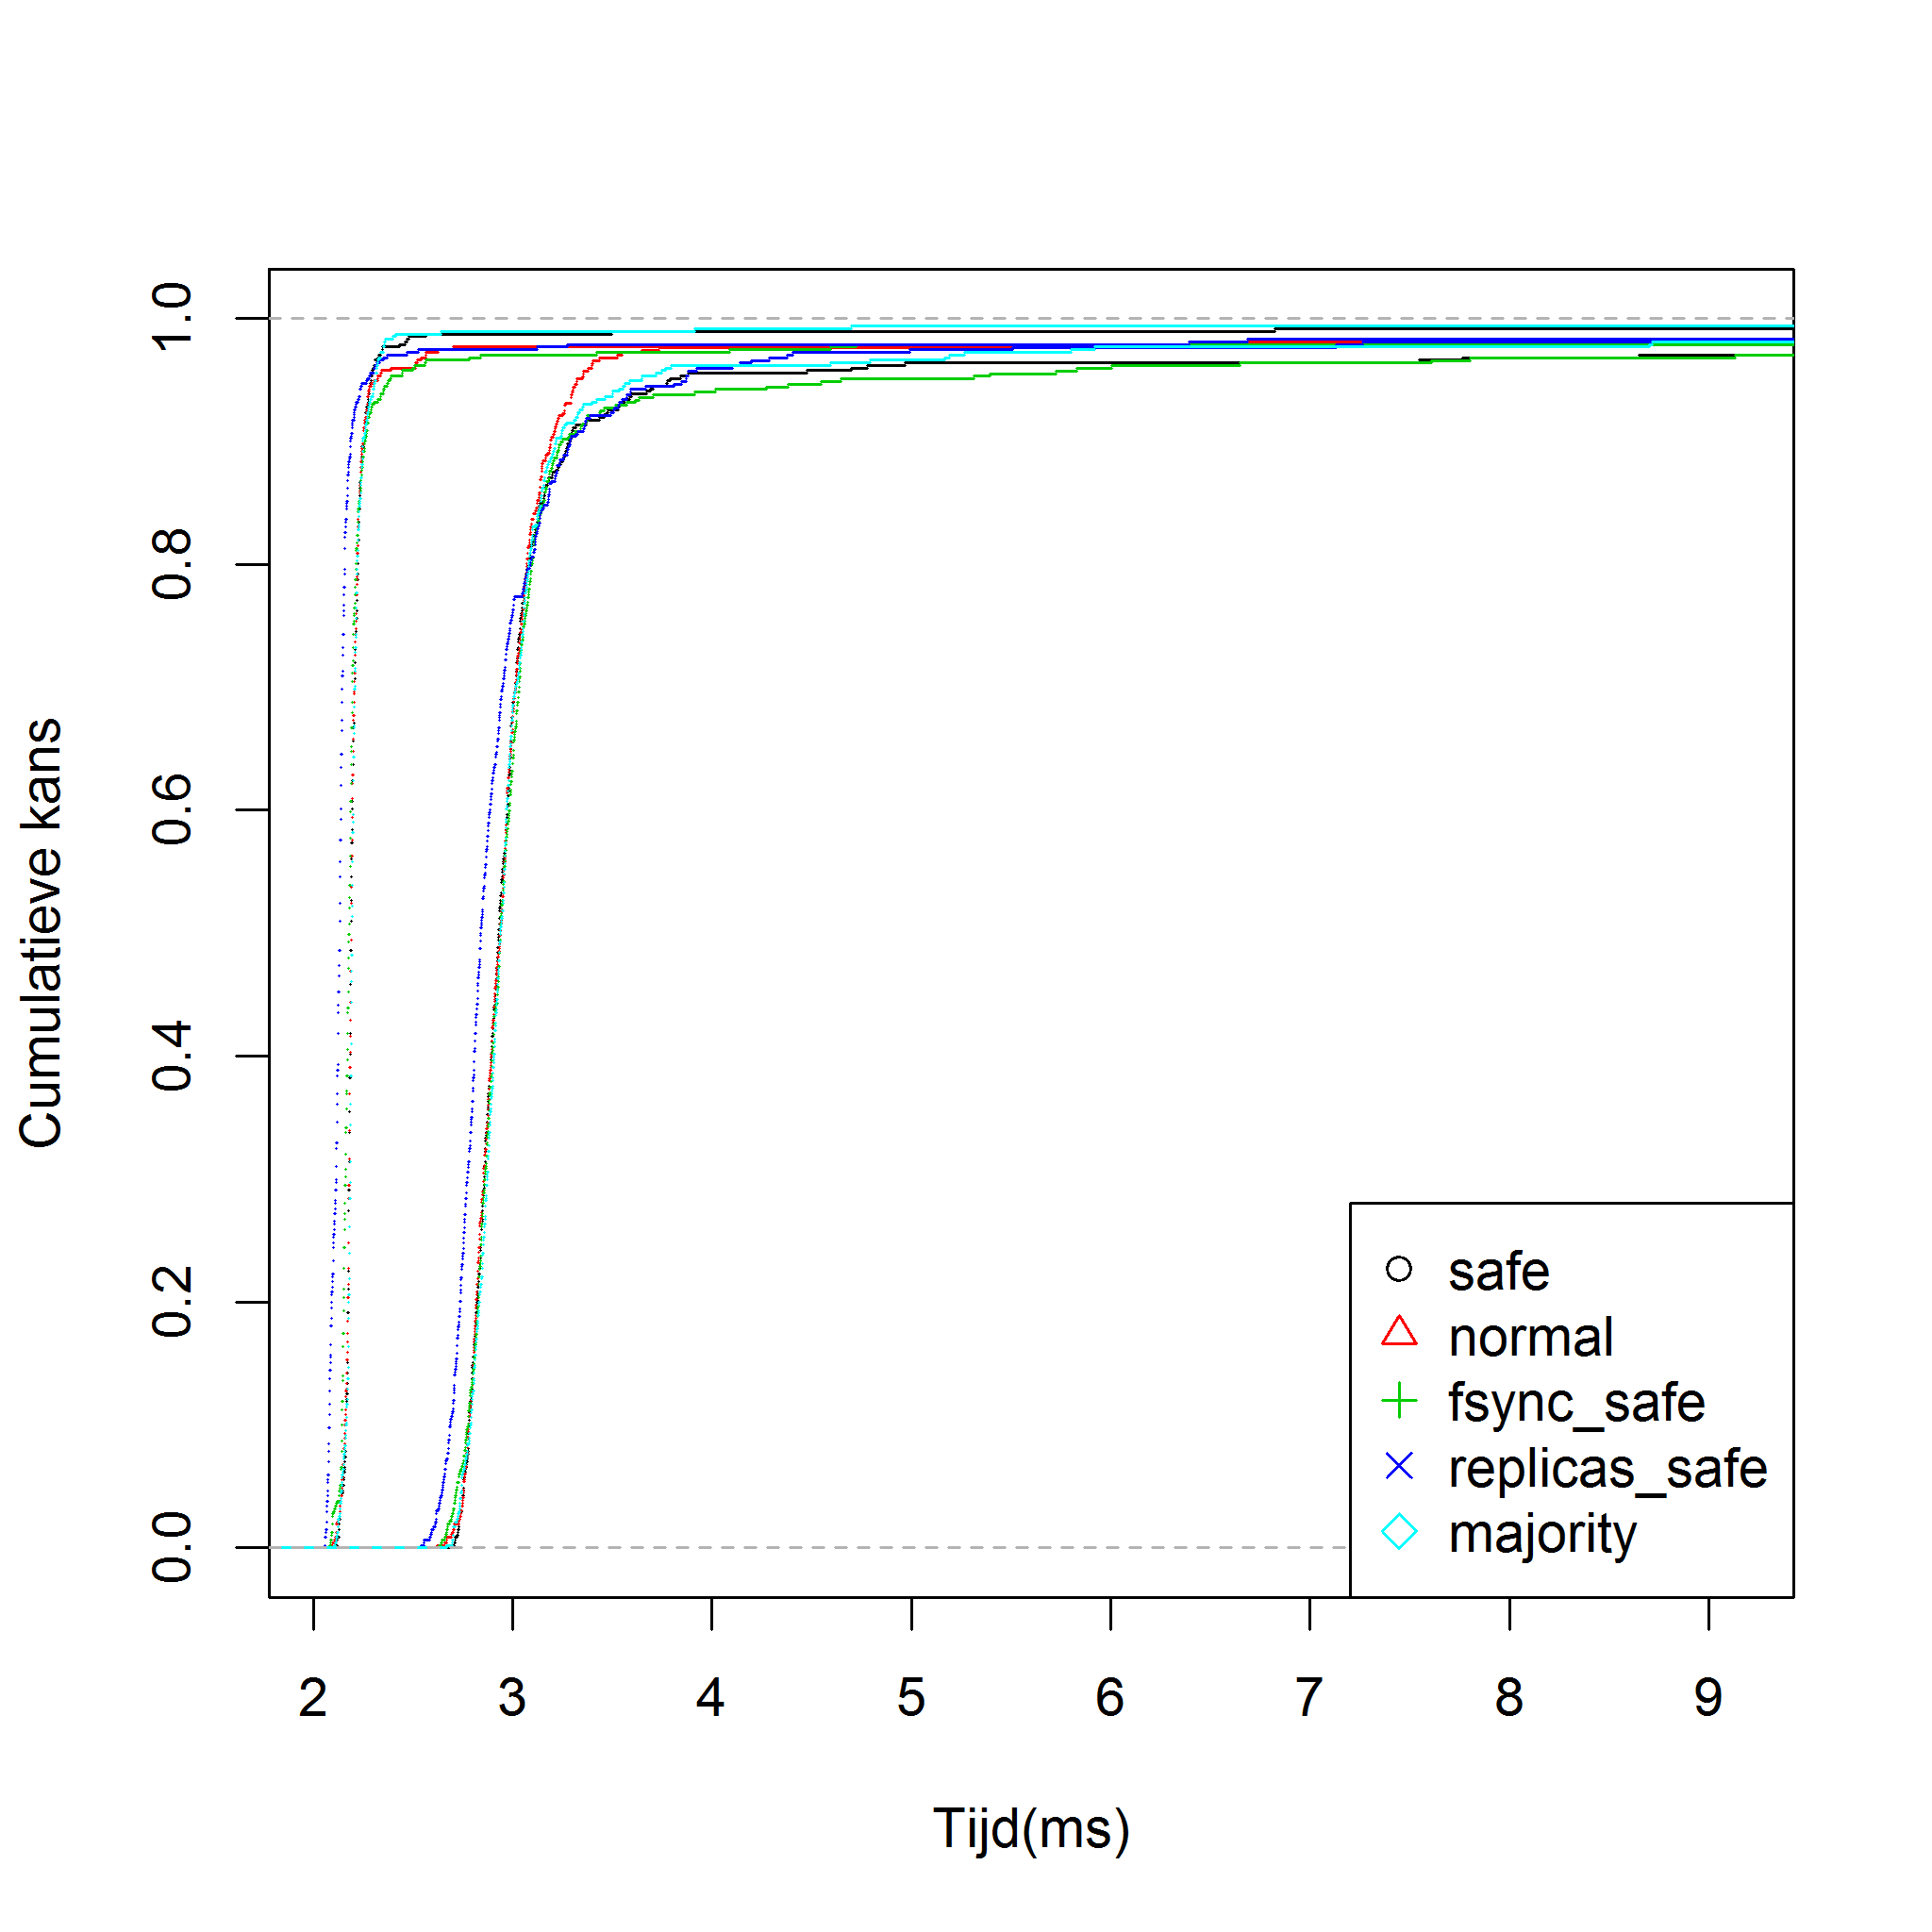 Cumulatieve kans
1.0
0.8
0.6
0.4
0.2
0.0
safe
normal
fsync_safe
replicas_safe
majority
2 3 4 5 6 7 8 9
Tijd(ms)